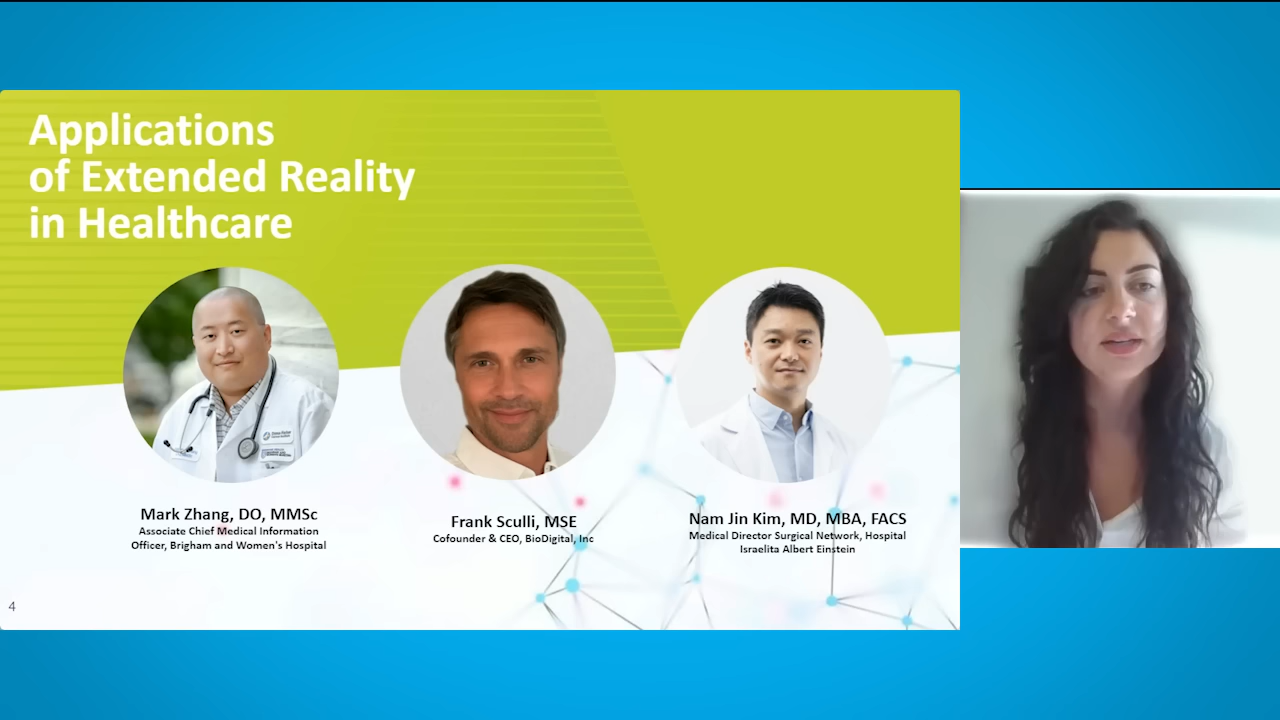 Applications
of Extended Reality
in Healthcare
Mark Zhang, DO, MMSc
Associate Chief Medical Information
Officer, Brigham and Women's Hospital
Frank Sculli, MSE
Cofounder & CEO, BioDigital, Inc
Nam Jin Kim, MD, MBA, FACS
Medical Director Surgical Network, Hospital
Israelita Albert Einstein
4